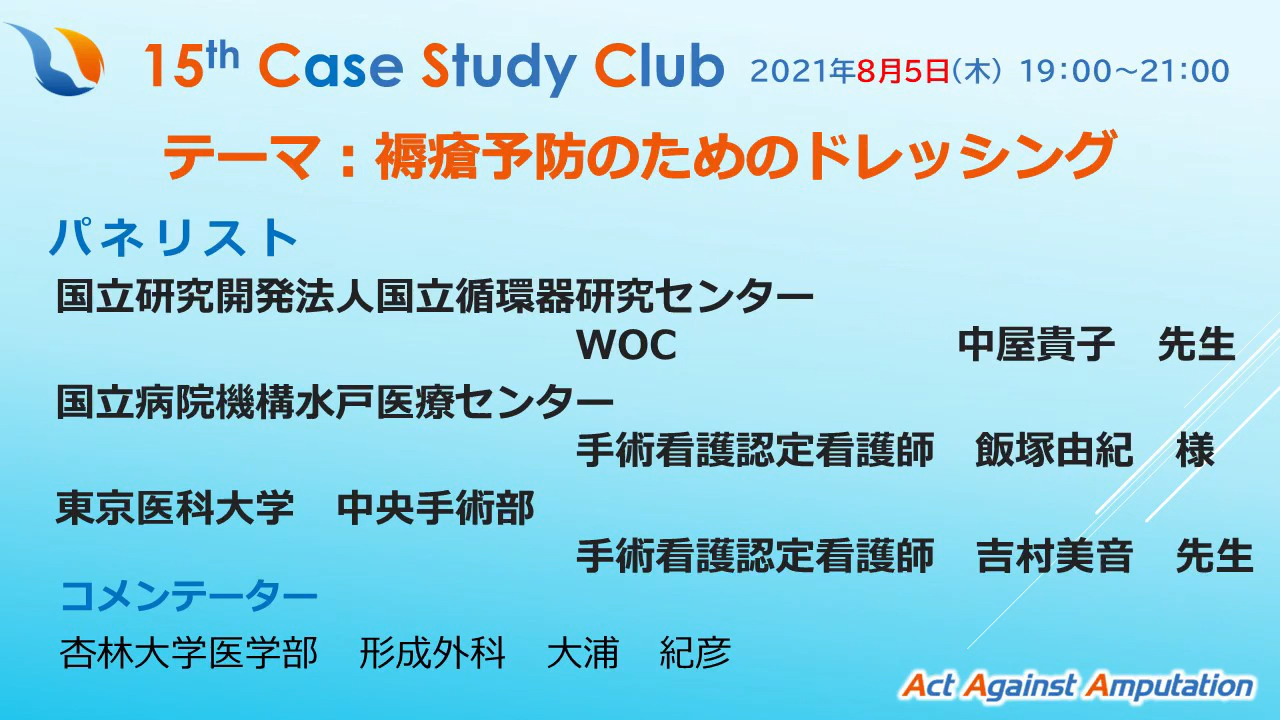 15th Case Study Club 2021年8月5日(木) 19:00～21:00
テーマ：褥瘡予防のためのドレッシング
パネリスト
国立研究開発法人国立循環器研究センター
WOC 中屋貴子 先生
国立病院機構水戸医療センター
手術看護認定看護師 飯塚由紀 様
東京医科大学 中央手術部
手術看護認定看護師 吉村美音 先生
コメンテーター
杏林大学医学部 形成外科 大浦 紀彦
Act Against Amputation